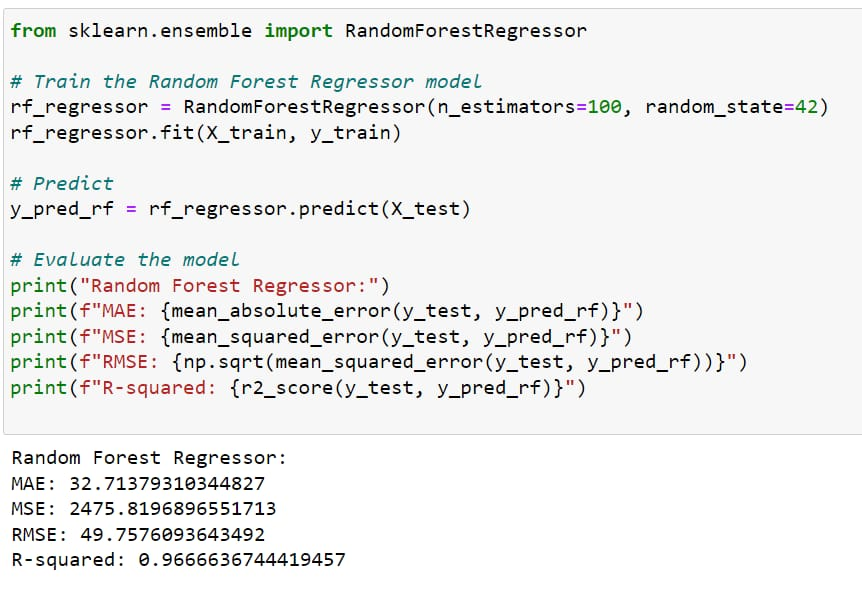 from sklearn.ensemble import RandomForestRegressor
# Train the Random Forest Regressor model
rf_regressor = RandomForestRegressor(n_estimators=100, random_state=42)
rf_regressor.fit(X_train, y_train)
# Predict
y_pred_rf = rf_regressor.predict(X_test)
# Evaluate the model
print("Random Forest Regressor:")
print(f"MAE: {mean_absolute_error(y_test, y_pred_rf)}")
print(f"MSE: {mean_squared_error(y_test, y_pred_rf)}")
print(f"RMSE: {np.sqrt(mean_squared_error(y_test, y_pred_rf))}")
print(f"R-squared: {r2_score(y_test, y_pred_rf)}")
Random Forest Regressor:
MAE: 32.71379310344827
MSE: 2475.8196896551713
RMSE: 49.7576093643492
R-squared: 0.9666636744419457